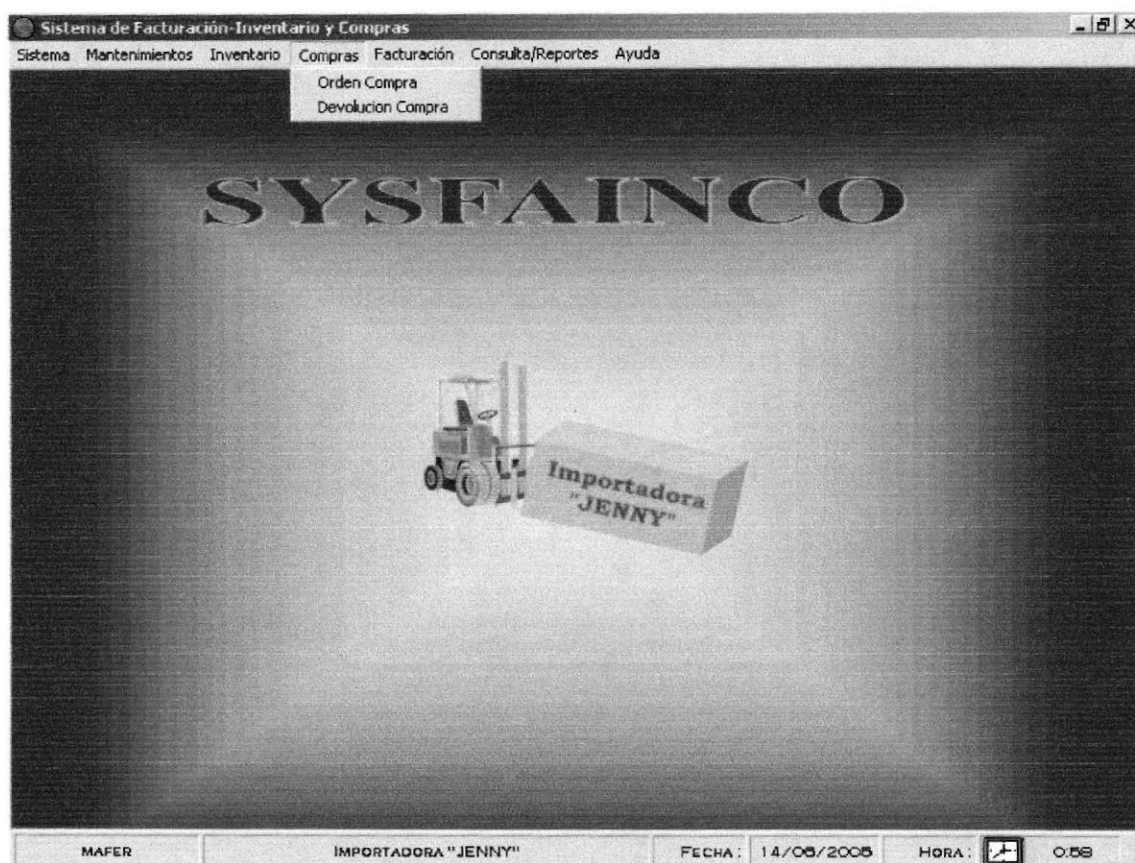 Sistema de Facturación-Inventario y Compras
Sistema Mantenimientos Inventario Compras Facturación Consulta/Reportes Ayuda
Orden Compra
Devolucion Compra
SYSFAINCO
Importadora
"JENNY"
MAFER IMPORTADORA "JENNY" FECHA: 14/05/2005 HORA: 0:58